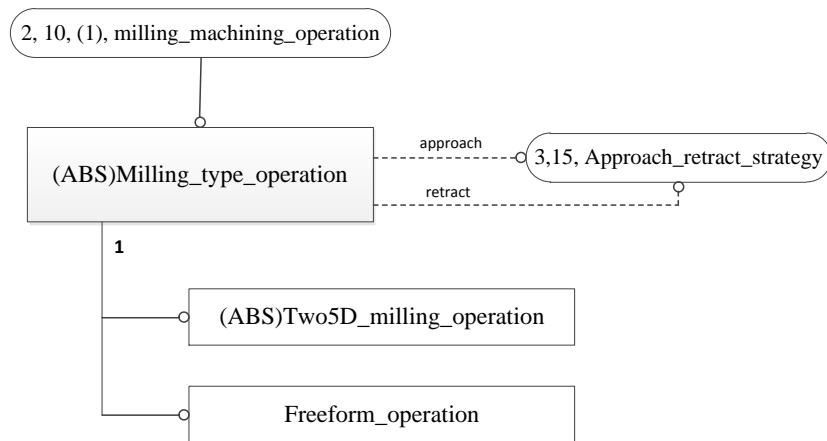 2, 10, (1), milling_machining_operation
approach
3,15, Approach_retract_strategy
(ABS)Milling_type_operation
retract
1
(ABS)Two5D_milling_operation
Freeform_operation